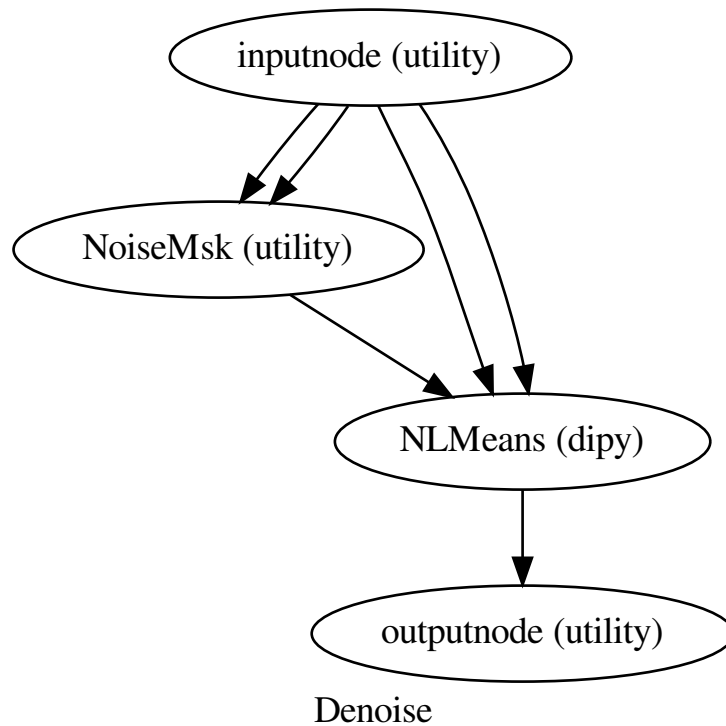 inputnode (utility)
NoiseMsk (utility)
NLMeans (dipy)
outputnode (utility)
Denoise